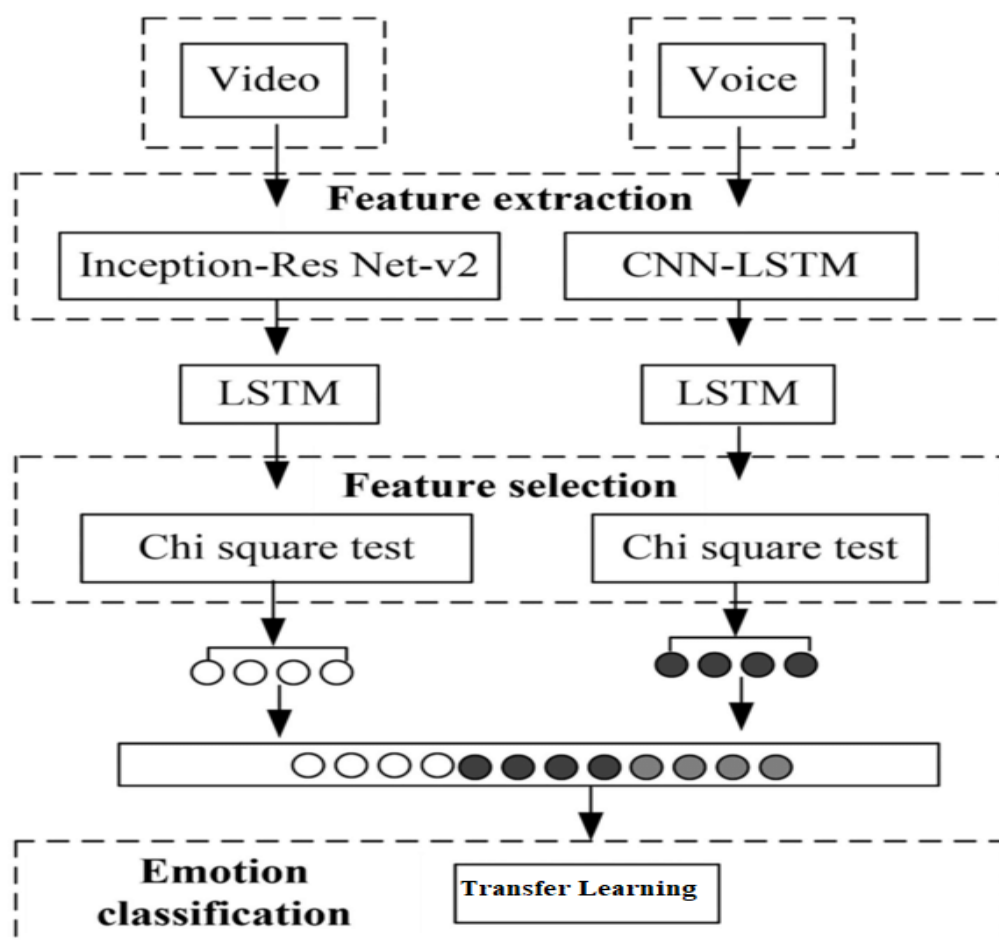 Video
Voice
Feature extraction
Inception-Res Net-v2
CNN-LSTM
LSTM
LSTM
Feature selection
Chi square test
Chi square test
Emotion
classification
Transfer Learning